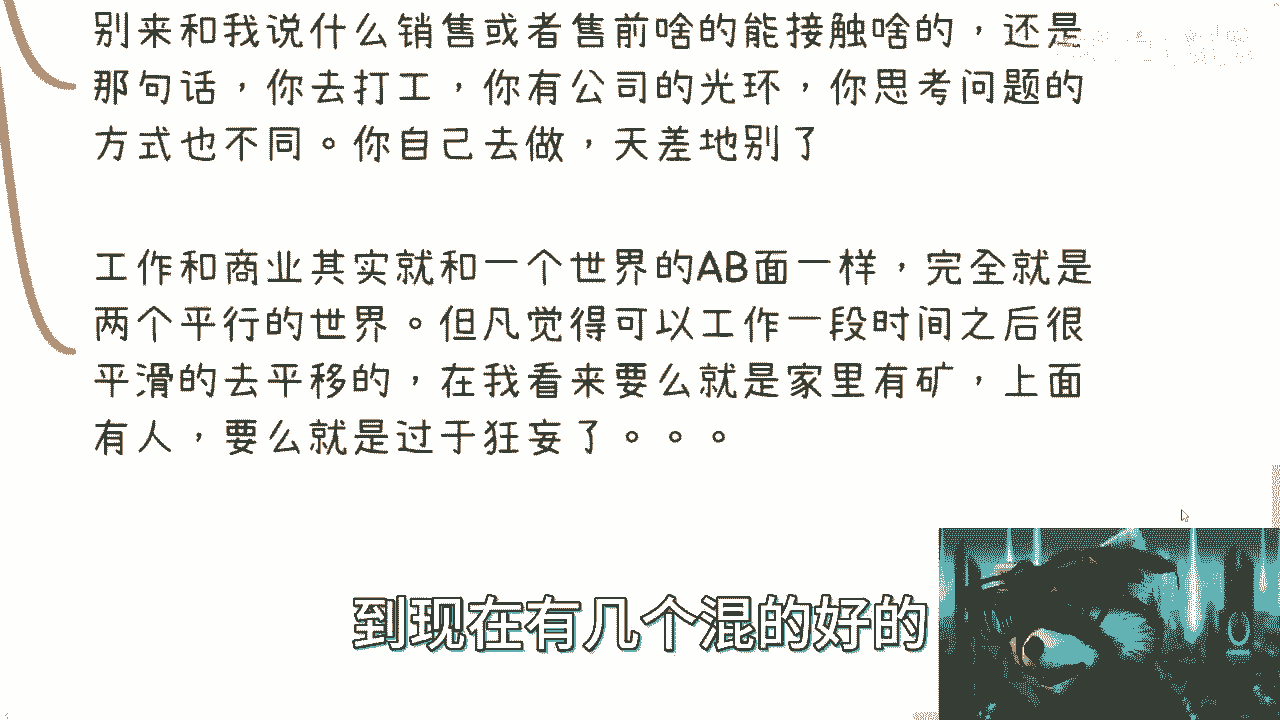 别来和我说什么销售或者售前啥的能接触啥的，还是
那句话，你去打工，你有公司的光环，你思考问题的
方式也不同。你自己去做，天差地别了
工作和商业其实就和一个世界的AB面一样，完全就是
两个平行的世界。但凡觉得可以工作一段时间之后很
平滑的去平移的，在我看来要么就是家里有矿，上面
有人，要么就是过于狂妄了。。。
到现在有几个混的好的